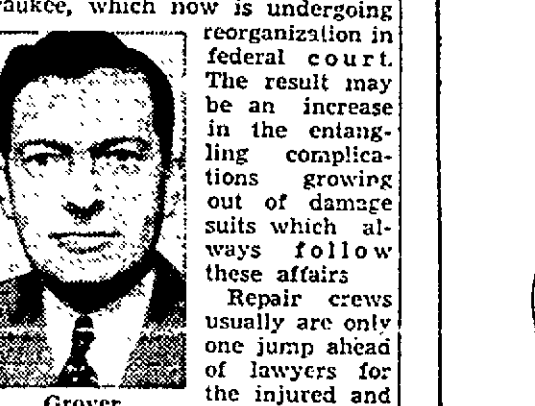 aukee, which now is undergoing
reorganization in
federal court.
The result may
be an increase
in the entang-
ling complica-
tions growing
out of damage
suits which al-
ways follow
these affairs
Repair crews
usually are only
one jump ahead
of lawyers for
the injured and
Grover